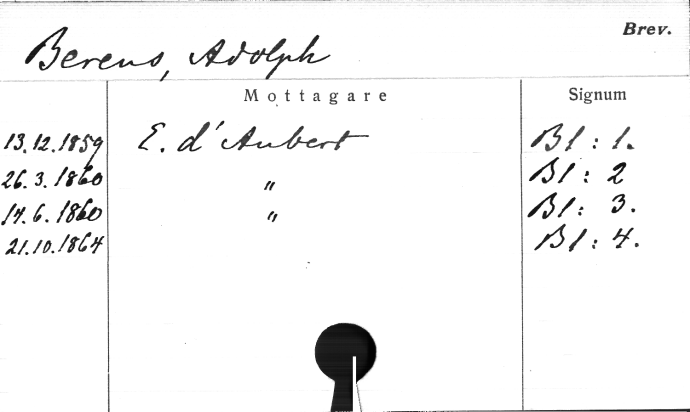 Brev.
Berens, Adolph
Mottagare Signum
13.12.1859 E. d'Aubert Bl: 1.
26.3.1860 " Bl: 2
14.6.1860 " Bl: 3.
21.10.1864 Bl: 4.